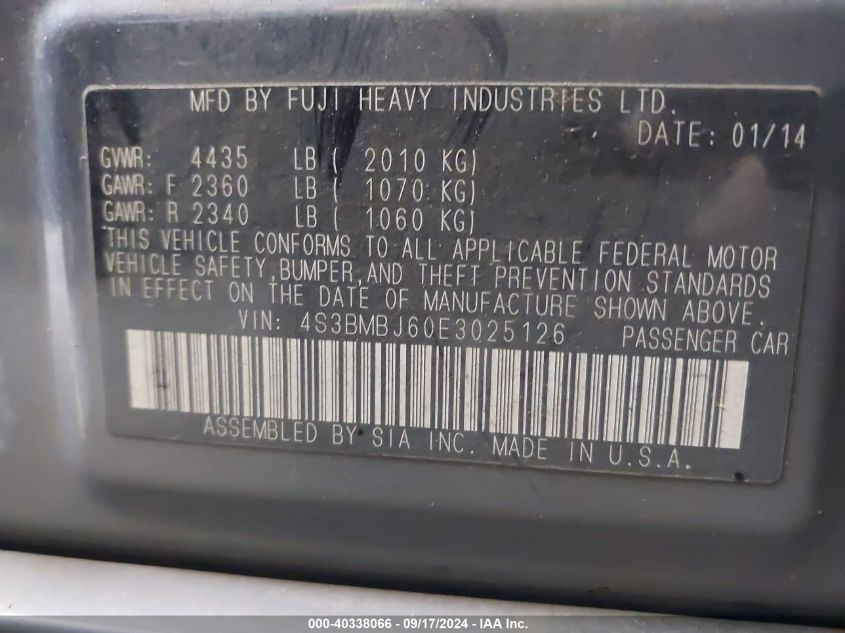 MFD BY FUJI HEAVY INDUSTRIES LTD.
DATE: 01/14
GVWR: 4435 LB ( 2010 KG)
GAWR: F 2360 LB ( 1070 KG)
GAWR: R 2340 LB ( 1060 KG)
THIS VEHICLE CONFORMS TO ALL APPLICABLE FEDERAL MOTOR
VEHICLE SAFETY,BUMPER,AND THEFT PREVENTION STANDARDS
IN EFFECT ON THE DATE OF MANUFACTURE SHOWN ABOVE.
VIN: 4S3BMBJ60E3025126 PASSENGER CAR
ASSEMBLED BY SIA INC. MADE IN U.S.A.
000-40338066 - 09/17/2024 - IAA Inc.